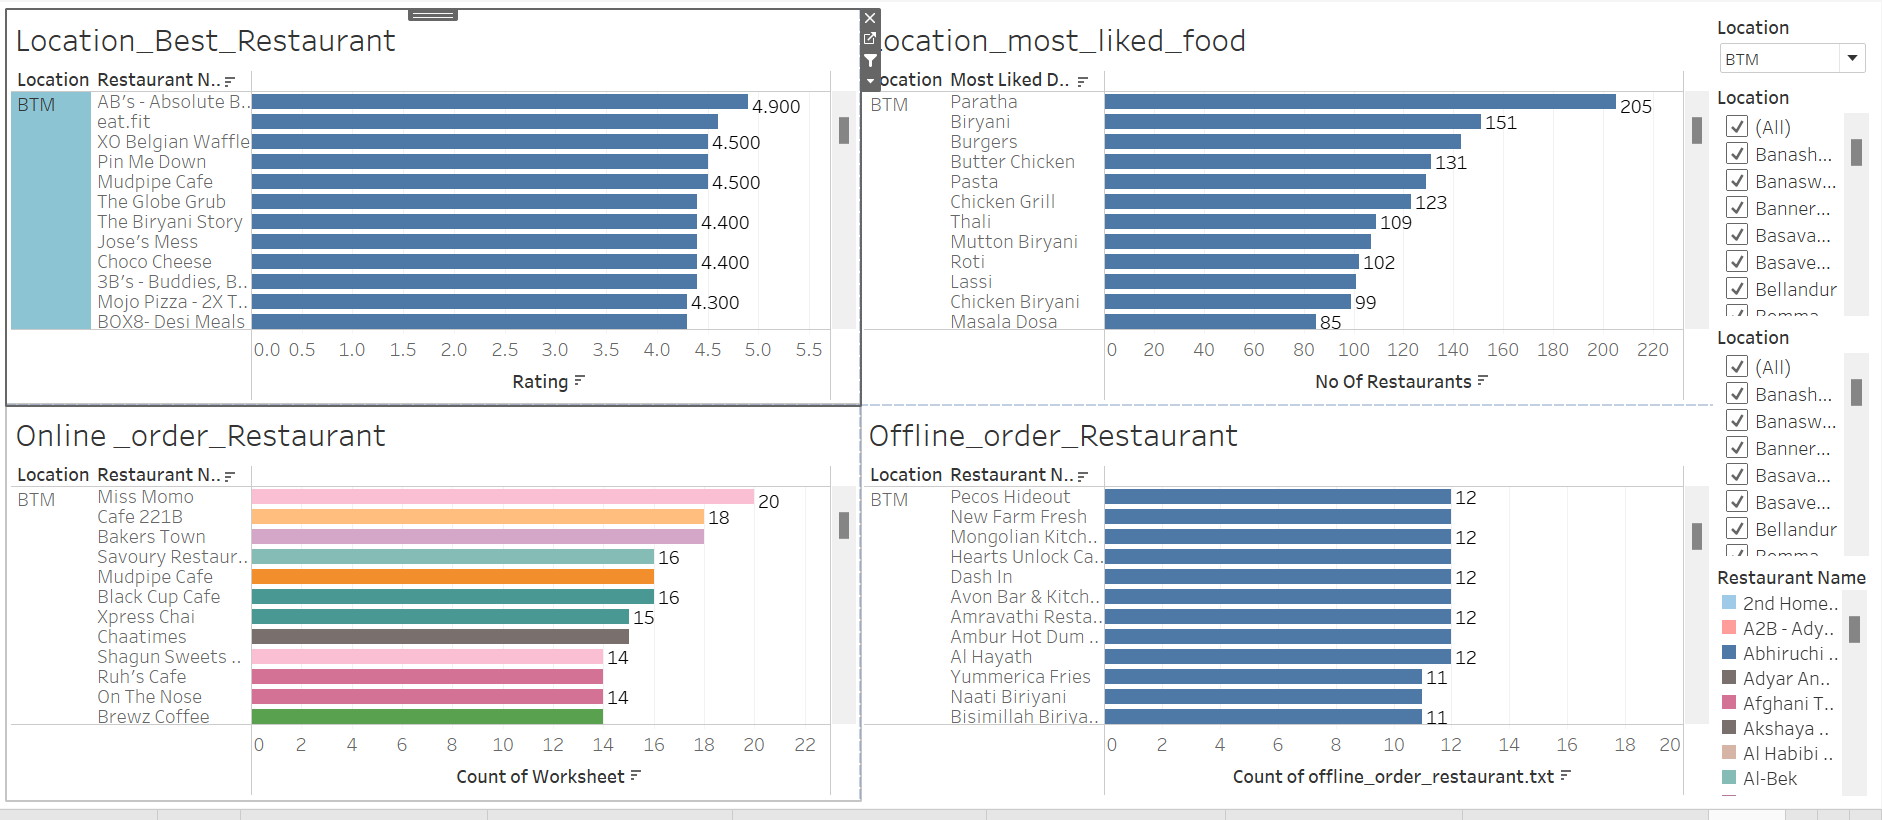 Location_Best_Restaurant
Location Restaurant N..
BTM
AB's - Absolute B.. 4.900
eat.fit
XO Belgian Waffle 4.500
Pin Me Down
Mudpipe Cafe 4.500
The Globe Grub
The Biryani Story 4.400
Jose's Mess
Choco Cheese 4.400
3B's - Buddies, B..
Mojo Pizza - 2X T.. 4.300
BOX8- Desi Meals
0.0 0.5 1.0 1.5 2.0 2.5 3.0 3.5 4.0 4.5 5.0 5.5
Rating
ocation_most_liked_food
ocation Most Liked D..
BTM
Paratha 205
Biryani 151
Burgers
Butter Chicken 131
Pasta
Chicken Grill 123
Thali 109
Mutton Biryani
Roti 102
Lassi
Chicken Biryani 99
Masala Dosa 85
0 20 40 60 80 100 120 140 160 180 200 220
No Of Restaurants
Online _order_Restaurant
Location Restaurant N..
BTM
Miss Momo 20
Cafe 221B 18
Bakers Town
Savoury Restaur.. 16
Mudpipe Cafe
Black Cup Cafe 16
Xpress Chai 15
Chaatimes
Shagun Sweets .. 14
Ruh's Cafe
On The Nose 14
Brewz Coffee
0 2 4 6 8 10 12 14 16 18 20 22
Count of Worksheet
Offline_order_Restaurant
Location Restaurant N..
BTM
Pecos Hideout 12
New Farm Fresh
Mongolian Kitch.. 12
Hearts Unlock Ca..
Dash In 12
Avon Bar & Kitch..
Amravathi Resta.. 12
Ambur Hot Dum ..
Al Hayath 12
Yummerica Fries 11
Naati Biriyani
Bisimillah Biriya.. 11
0 2 4 6 8 10 12 14 16 18 20
Count of offline_order_restaurant.txt
Location
BTM
Location
(All)
Banash...
Banasw...
Banner...
Basava...
Basave...
Bellandur
Location
(All)
Banash...
Banasw...
Banner...
Basava...
Basave...
Bellandur
Restaurant Name
2nd Home..
A2B - Ady..
Abhiruchi ..
Adyar An..
Afghani T..
Akshaya ..
Al Habibi ..
Al-Bek